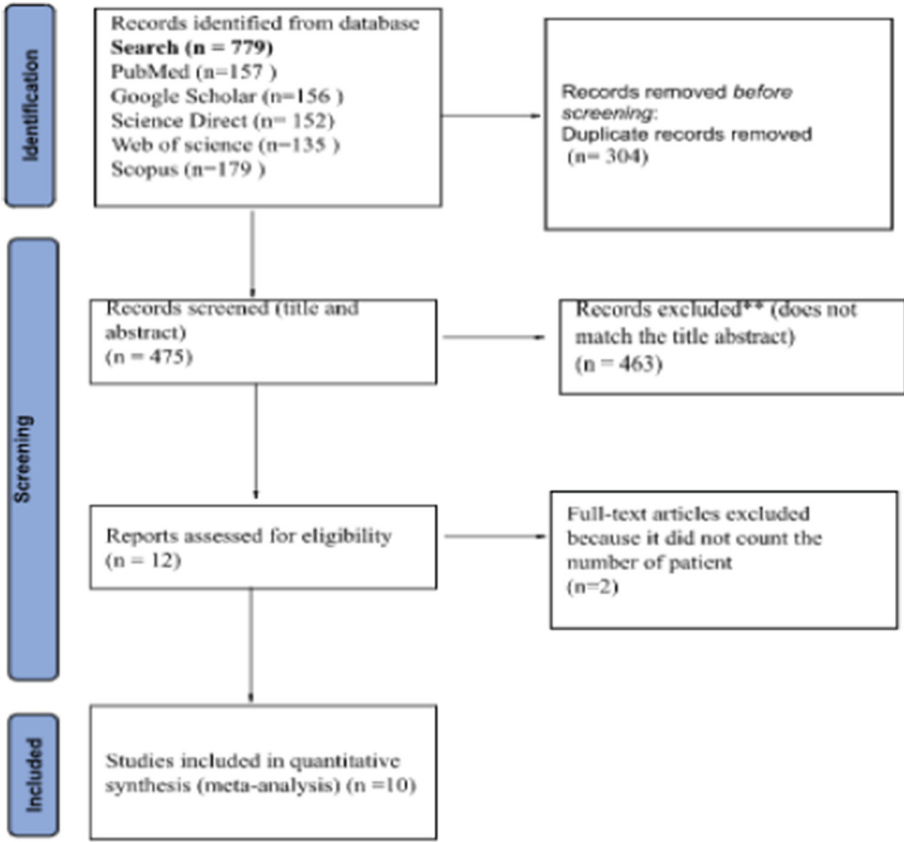 Identification
Records identified from database
Search (n = 779)
PubMed (n=157 )
Google Scholar (n=156 )
Science Direct (n= 152)
Web of science (n=135 )
Scopus (n=179 )
Records removed before
screening:
Duplicate records removed
(n= 304)
Screening
Records screened (title and
abstract)
(n = 475)
Records excluded** (does not
match the title abstract)
(n = 463)
Reports assessed for eligibility
(n = 12)
Full-text articles excluded
because it did not count the
number of patient
(n=2)
Included
Studies included in quantitative
synthesis (meta-analysis) (n =10)